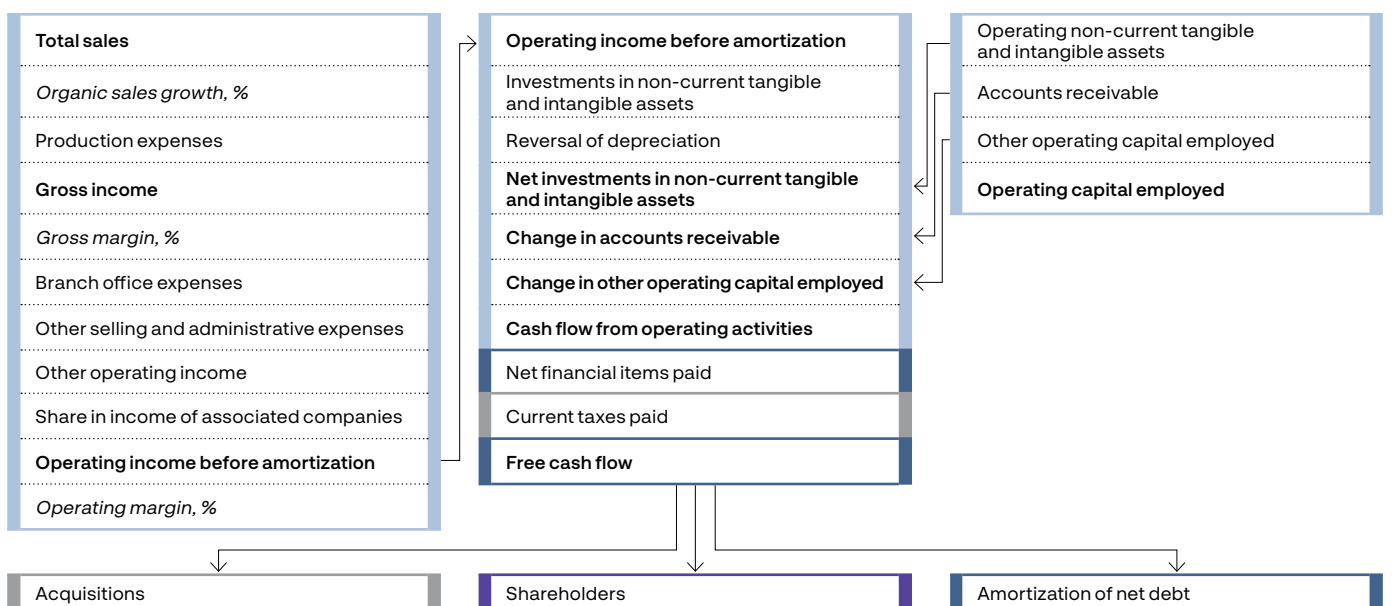 Total sales
Organic sales growth, %
Production expenses
Gross income
Gross margin, %
Branch office expenses
Other selling and administrative expenses
Other operating income
Share in income of associated companies
Operating income before amortization
Operating margin, %
Operating income before amortization
Investments in non-current tangible
and intangible assets
Reversal of depreciation
Net investments in non-current tangible
and intangible assets
Change in accounts receivable
Change in other operating capital employed
Cash flow from operating activities
Net financial items paid
Current taxes paid
Free cash flow
Operating non-current tangible
and intangible assets
Accounts receivable
Other operating capital employed
Operating capital employed
Acquisitions
Shareholders
Amortization of net debt